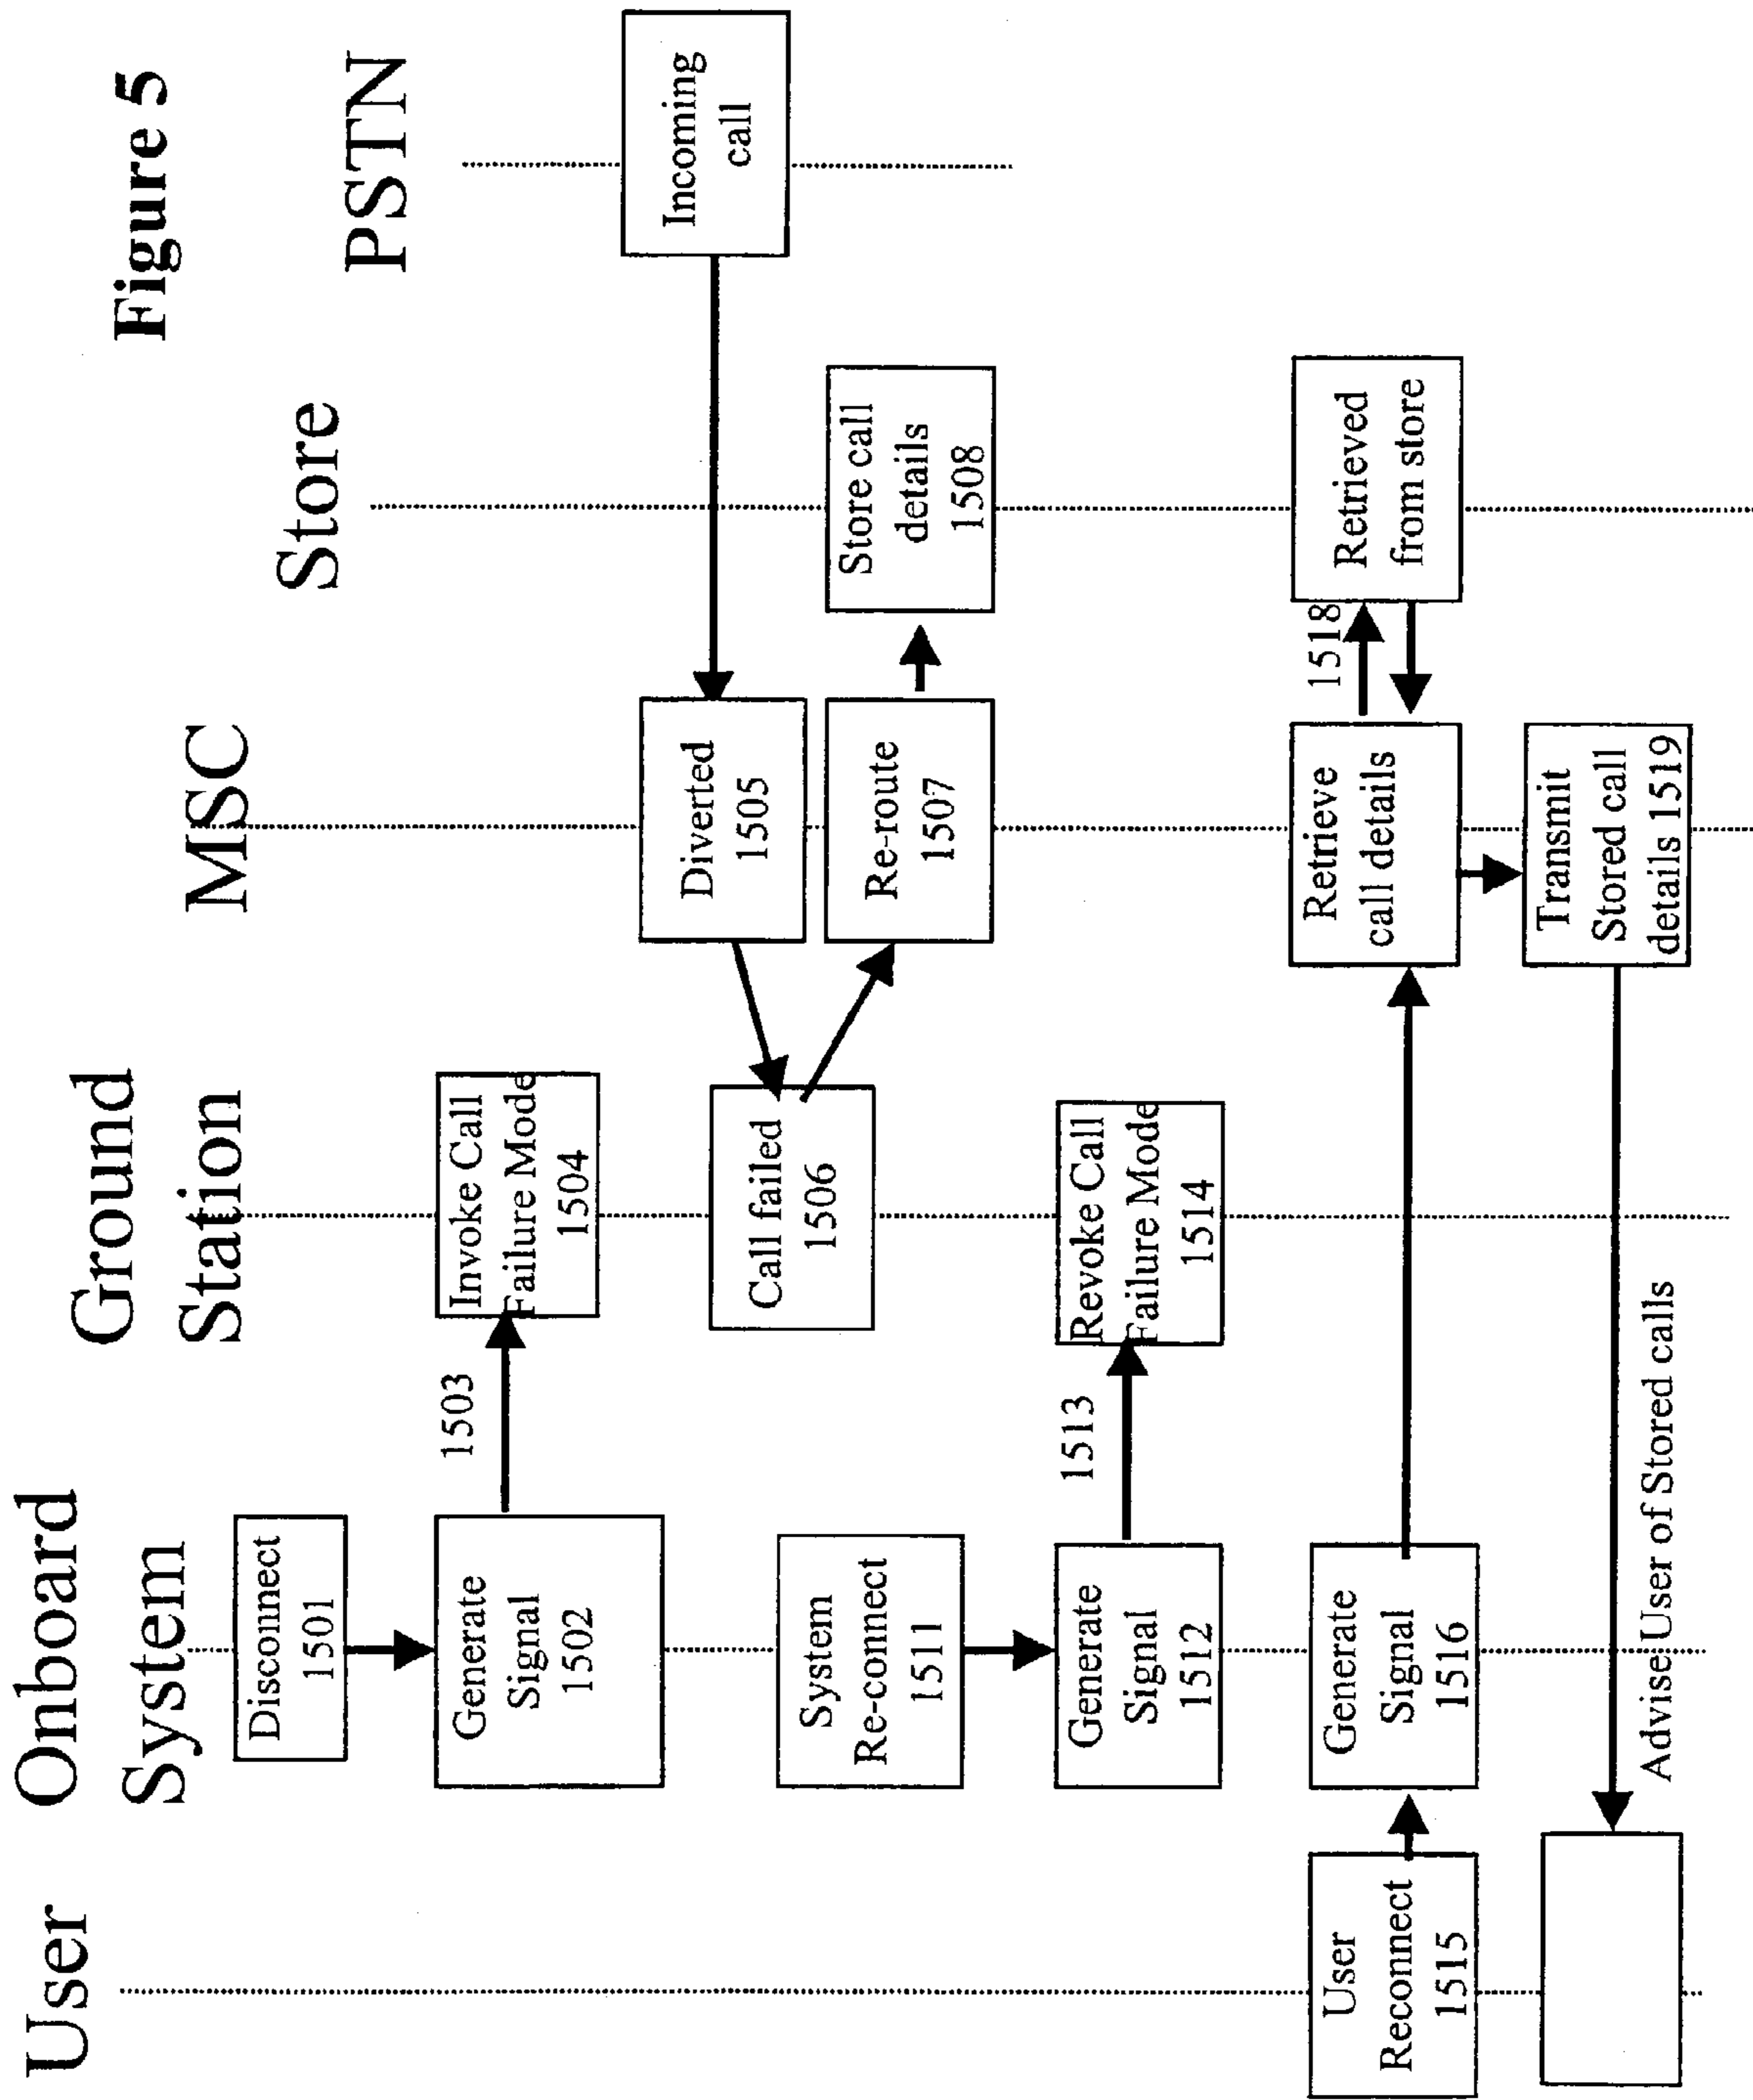 Figure 5
User
Onboard
System
Ground
Station
MSC
Store
PSTN
Disconnect
1501
Generate
Signal
1502
1503
Invoke Call
Failure Mode
1504
Incoming
call
Diverted
1505
Call failed
1506
Re-route
1507
Store call
details
1508
System
Re-connect
1511
Generate
Signal
1512
1513
Revoke Call
Failure Mode
1514
User
Reconnect
1515
Generate
Signal
1516
Retrieve
call details
1518
Retrieved
from store
Transmit
Stored call
details 1519
Advise User of Stored calls